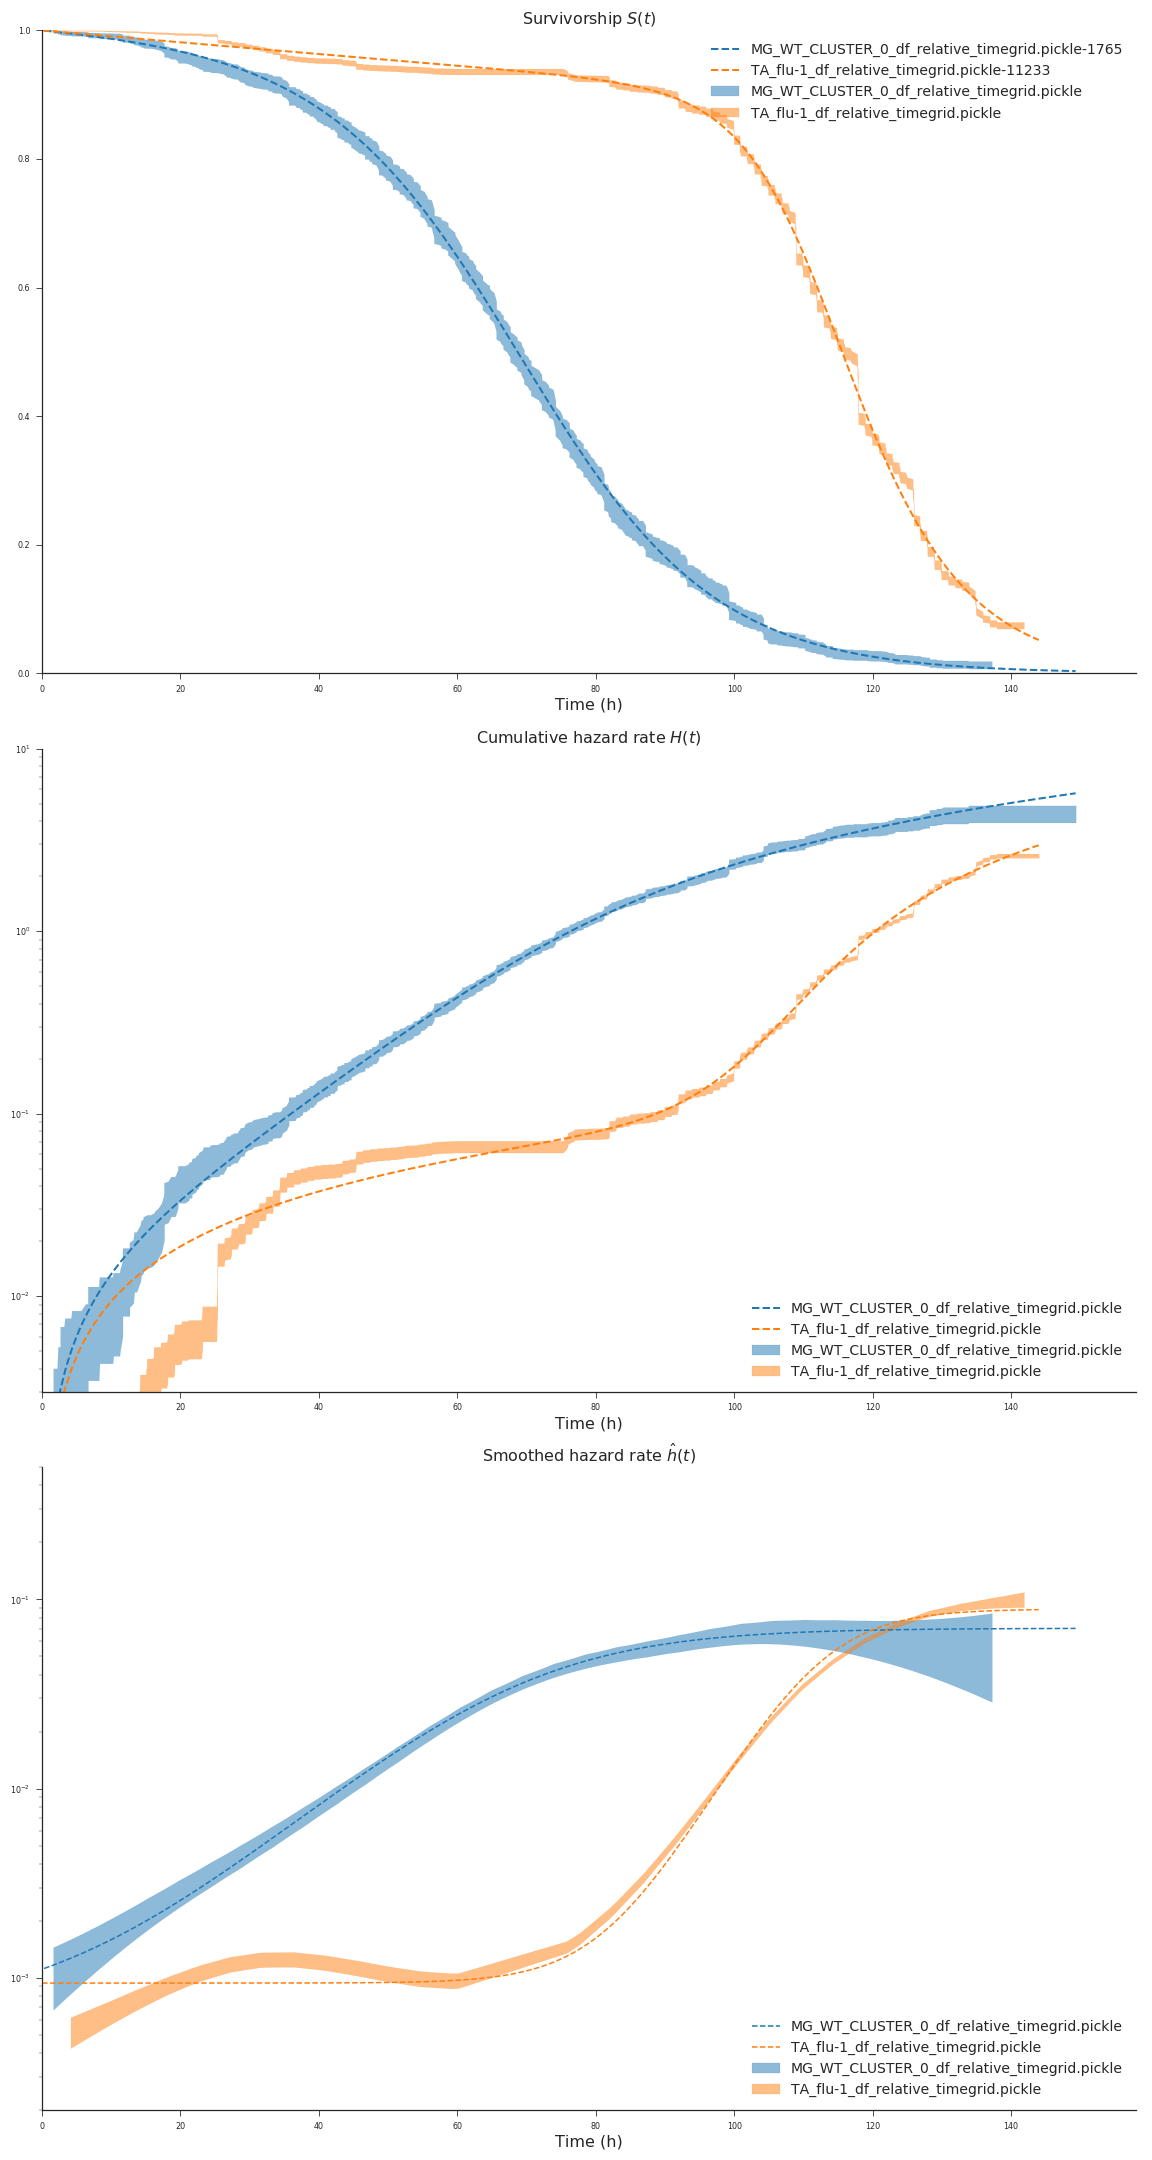 Survivorship S(t)
1.0
0.8
0.6
0.4
0.2
0.0
MG_WT_CLUSTER_0_df_relative_timegrid.pickle-1765
TA_flu-1_df_relative_timegrid.pickle-11233
MG_WT_CLUSTER_0_df_relative_timegrid.pickle
TA_flu-1_df_relative_timegrid.pickle
0 20 40 60 80 100 120 140
Time (h)
Cumulative hazard rate H(t)
10¹
10⁰
10⁻¹
10⁻²
MG_WT_CLUSTER_0_df_relative_timegrid.pickle
TA_flu-1_df_relative_timegrid.pickle
MG_WT_CLUSTER_0_df_relative_timegrid.pickle
TA_flu-1_df_relative_timegrid.pickle
0 20 40 60 80 100 120 140
Time (h)
Smoothed hazard rate ĥ(t)
10⁻¹
10⁻²
10⁻³
MG_WT_CLUSTER_0_df_relative_timegrid.pickle
TA_flu-1_df_relative_timegrid.pickle
MG_WT_CLUSTER_0_df_relative_timegrid.pickle
TA_flu-1_df_relative_timegrid.pickle
0 20 40 60 80 100 120 140
Time (h)